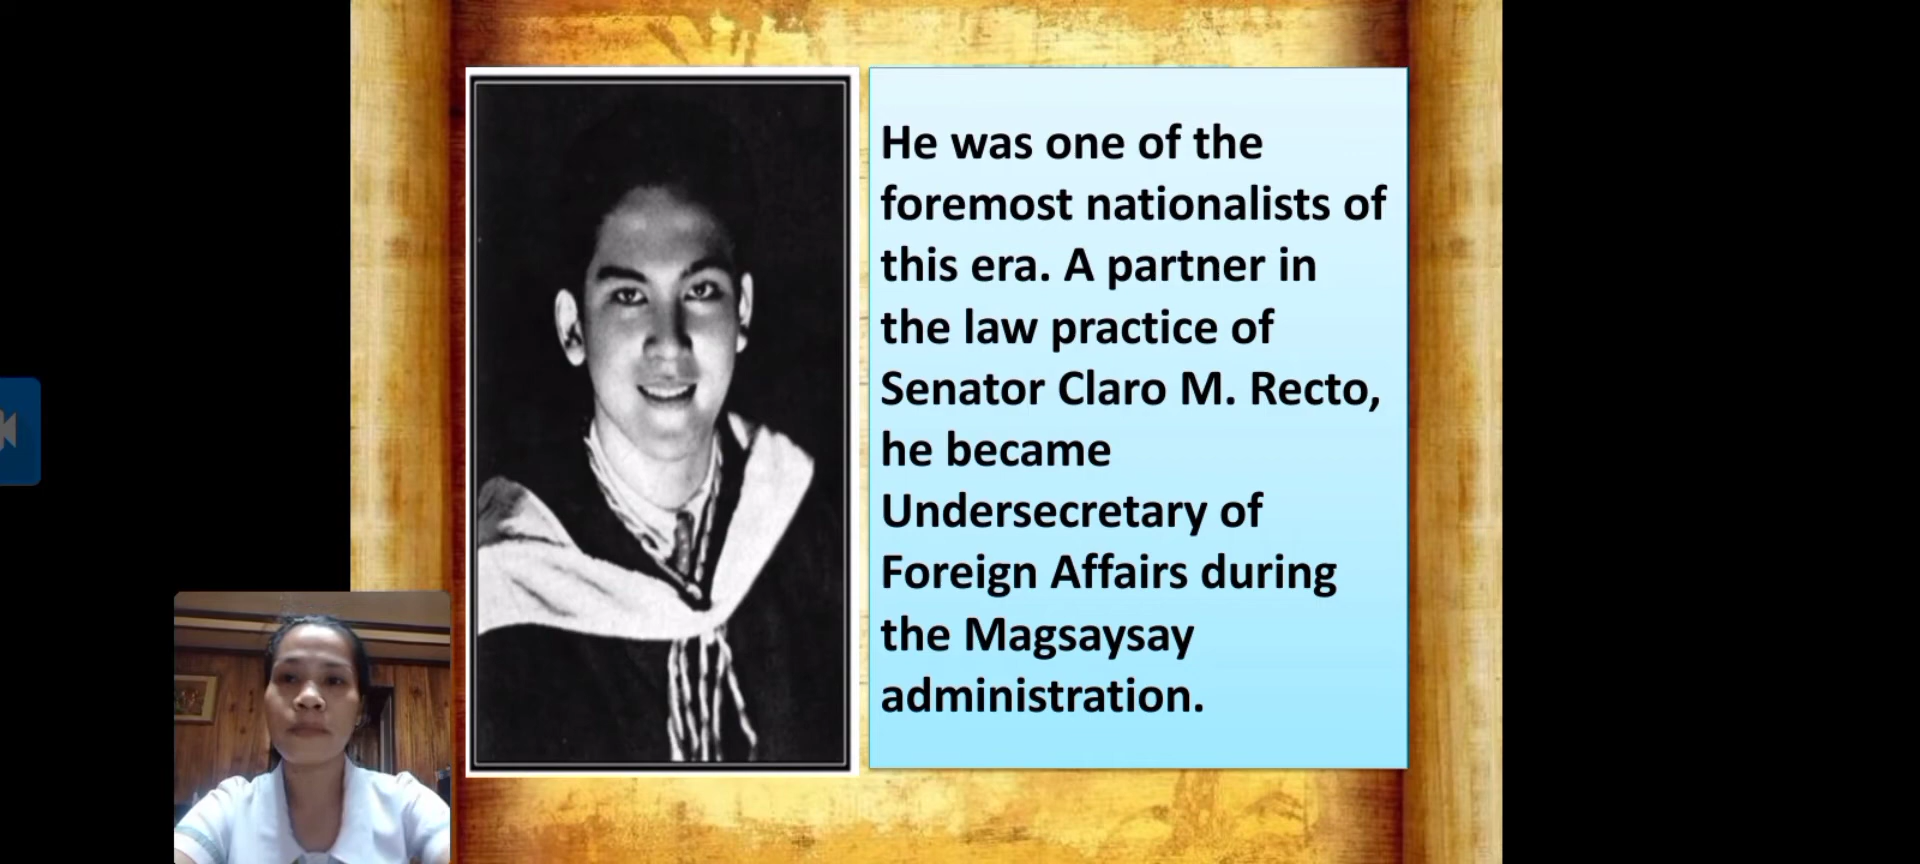 He was one of the
foremost nationalists of
this era. A partner in
the law practice of
Senator Claro M. Recto,
he became
Undersecretary of
Foreign Affairs during
the Magsaysay
administration.